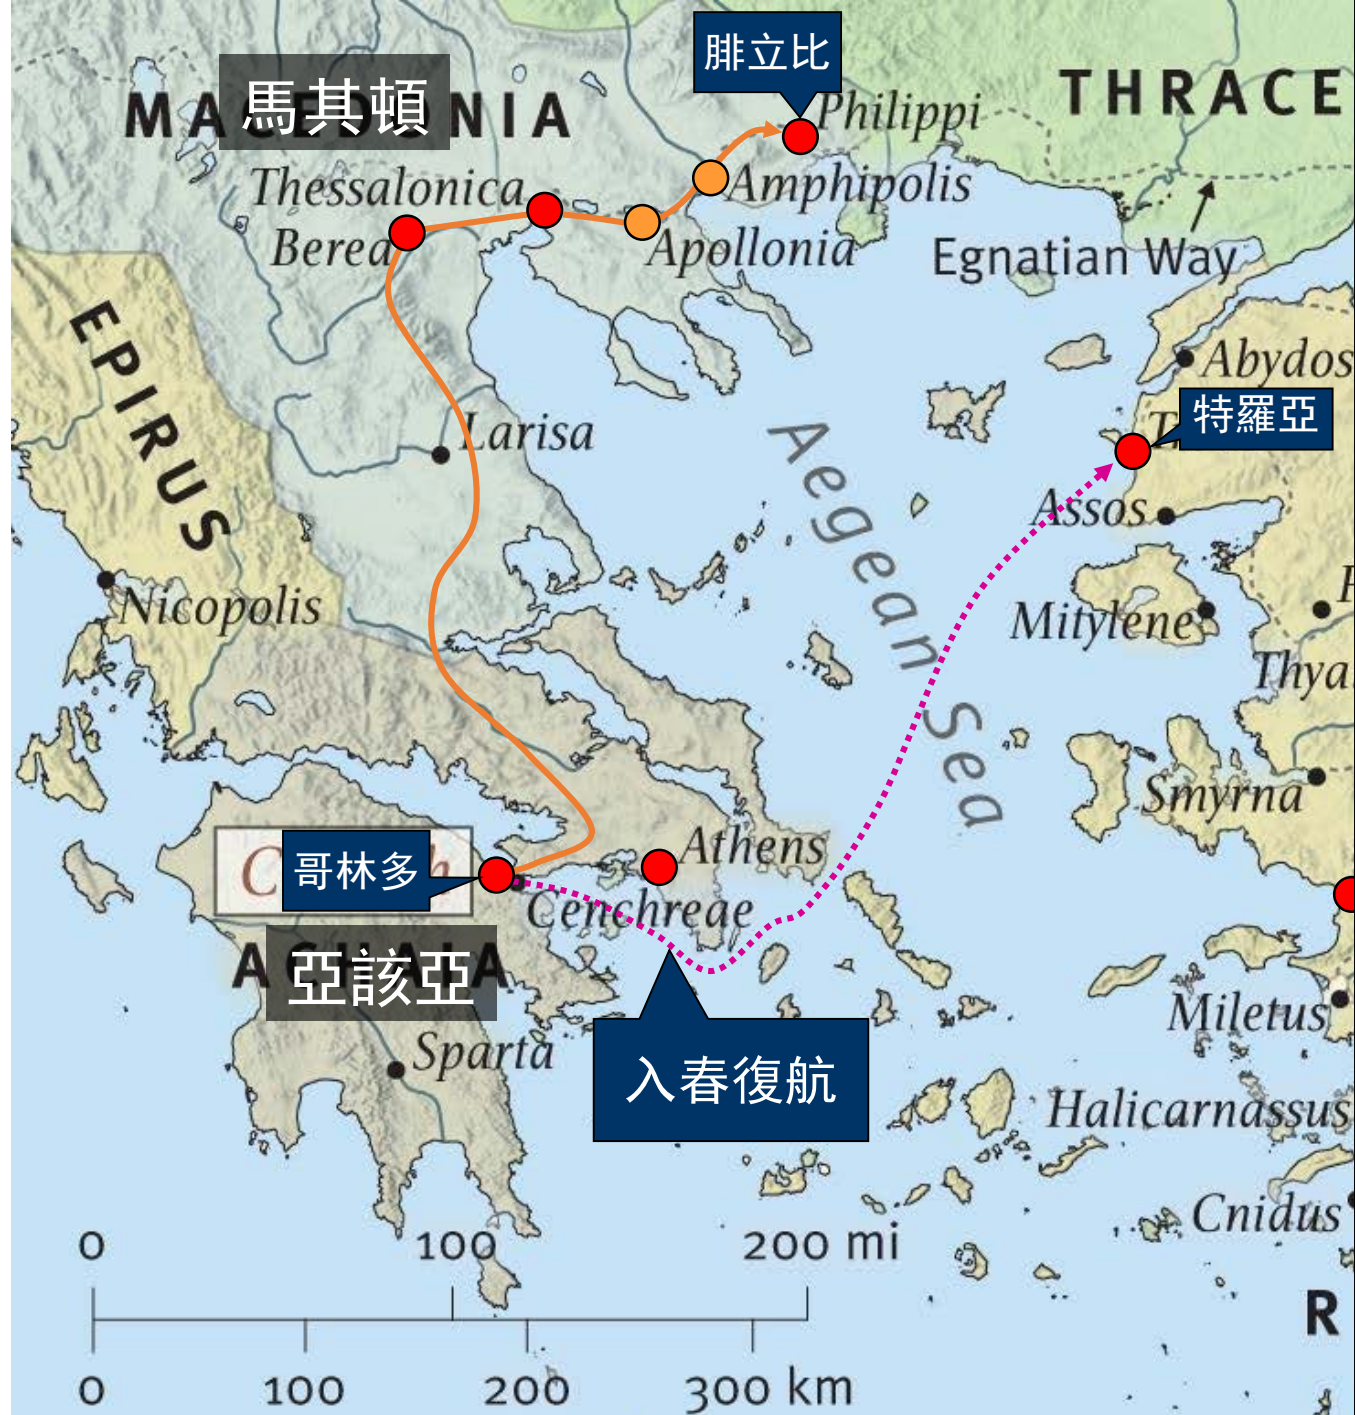 腓立比
THRACE
馬其頓
MACEDONIA
Philippi
Thessalonica
Amphipolis
Berea
Apollonia
Egnatian Way
EPIRUS
Abydos
特羅亞
Larisa
Aegean Sea
Assos
Nicopolis
Mitylene
Thya
Smyrna
哥林多
Athens
Cenchreae
亞該亞
ACHAIA
Miletus
Sparta
入春復航
Halicarnassus
Cnidus
0 100 200 mi
R
0 100 200 300 km